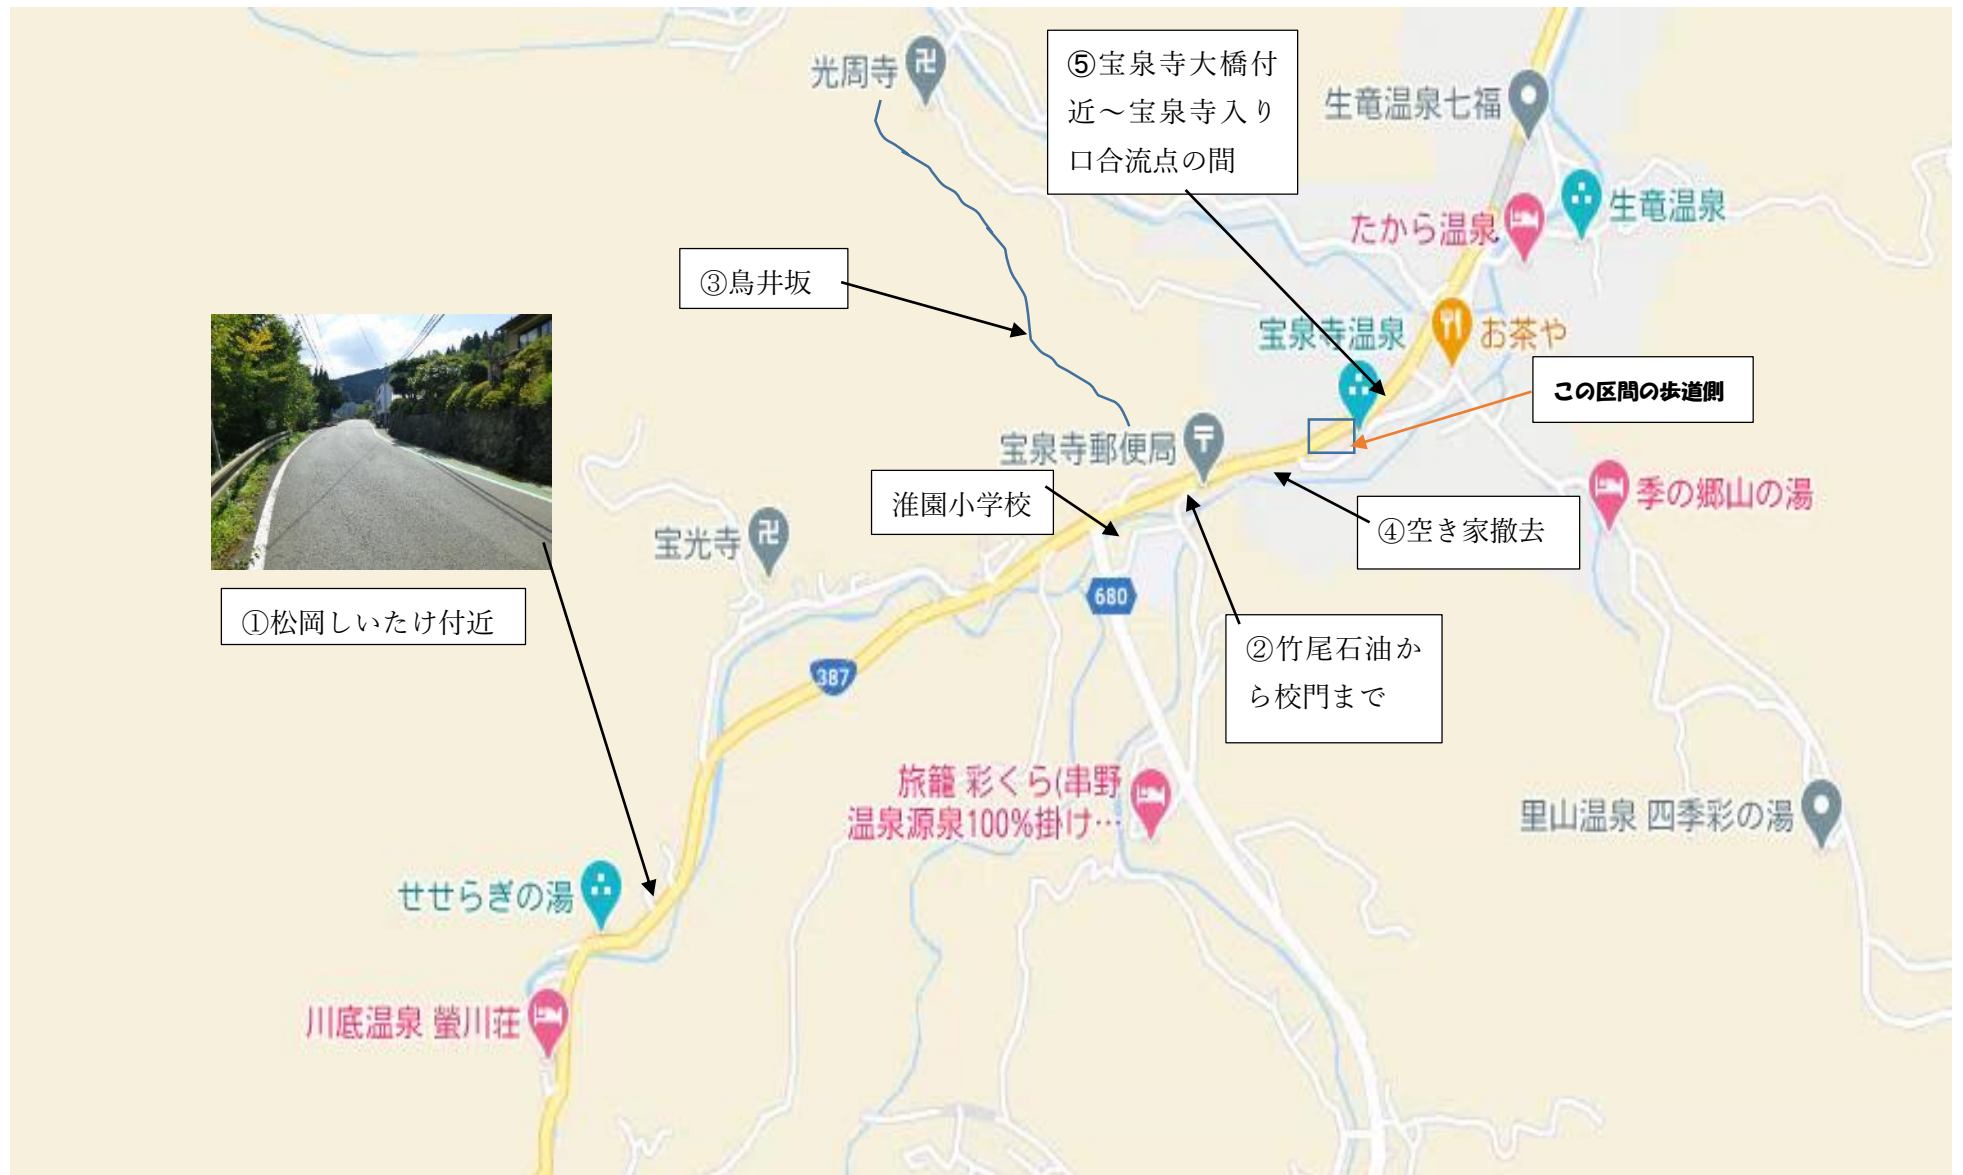 光周寺
⑤宝泉寺大橋付
近～宝泉寺入り
口合流点の間
生竜温泉七福
たから温泉
生竜温泉
③鳥井坂
宝泉寺温泉
お茶や
この区間の歩道側
宝泉寺郵便局
淮園小学校
季の郷山の湯
④空き家撤去
宝光寺
680
①松岡しいたけ付近
②竹尾石油か
ら校門まで
387
旅籠 彩くら(串野
温泉源泉100%掛け…
里山温泉 四季彩の湯
せせらぎの湯
川底温泉 螢川荘